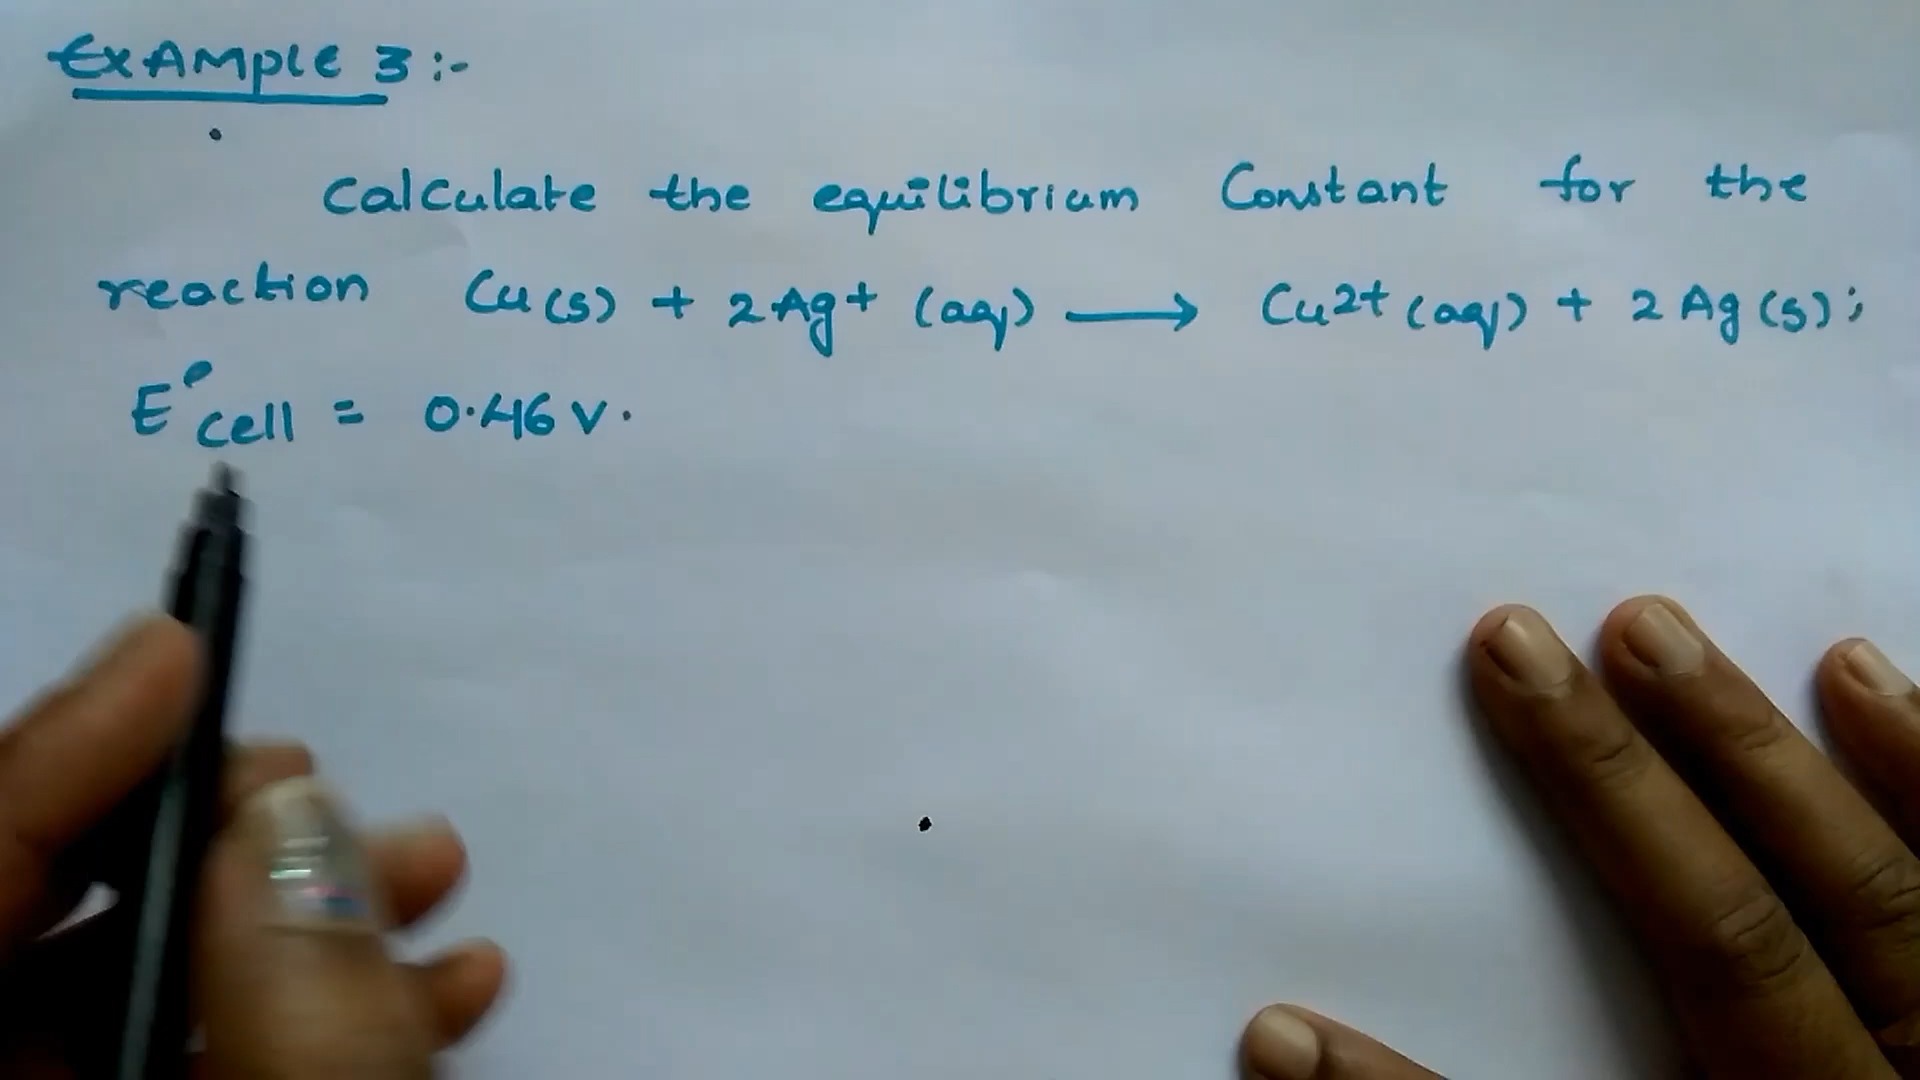 ExAMple 3 :-
Calculate the equilibrium Constant for the
reaction Cu(s) + 2Ag+ (aq) → Cu2+ (aq) + 2 Ag (s);
E°cell = 0.46 V.